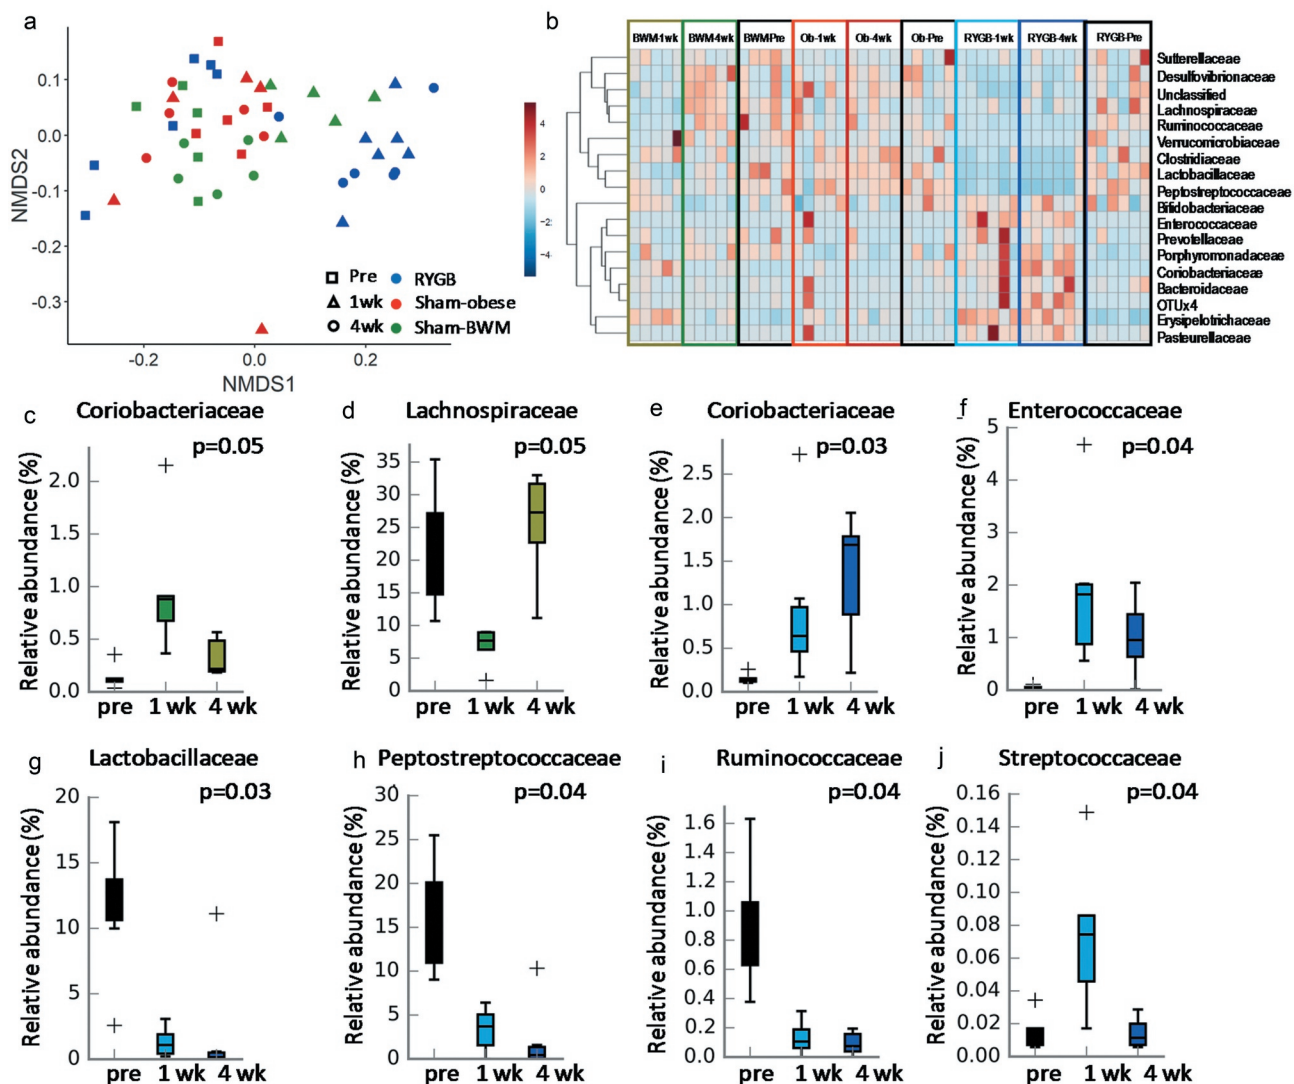 a
NMDS2
0.1
0.0
-0.1
-0.2
-0.3
-0.2
0.0
0.2
NMDS1
Pre
1wk
4wk
RYGB
Sham-obese
Sham-BWM
b
BWM-1wk
BWM-4wk
BWM-Pre
Ob-1wk
Ob-4wk
Ob-Pre
RYGB-1wk
RYGB-4wk
RYGB-Pre
4
2
0
−2
−4
Sutterellaceae
Desulfovibrionaceae
Unclassified
Lachnospiraceae
Ruminococcaceae
Verrucomicrobiaceae
Clostridiaceae
Lactobacillaceae
Peptostreptococcaceae
Bifidobacteriaceae
Enterococcaceae
Prevotellaceae
Porphyromonadaceae
Coriobacteriaceae
Bacteroidaceae
OTUx4
Erysipelotrichaceae
Pasteurellaceae
c
Coriobacteriaceae
p=0.05
Relative abundance (%)
2.0
1.5
1.0
0.5
0.0
pre
1 wk
4 wk
d
Lachnospiraceae
p=0.05
Relative abundance (%)
35
30
25
20
15
10
5
0
pre
1 wk
4 wk
e
Coriobacteriaceae
p=0.03
Relative abundance (%)
2.5
2.0
1.5
1.0
0.5
0.0
pre
1 wk
4 wk
f
Enterococcaceae
p=0.04
Relative abundance (%)
5
4
3
2
1
0
pre
1 wk
4 wk
g
Lactobacillaceae
p=0.03
Relative abundance (%)
20
15
10
5
0
pre
1 wk
4 wk
h
Peptostreptococcaceae
p=0.04
Relative abundance (%)
30
25
20
15
10
5
0
pre
1 wk
4 wk
i
Ruminococcaceae
p=0.04
Relative abundance (%)
1.6
1.4
1.2
1.0
0.8
0.6
0.4
0.2
0.0
pre
1 wk
4 wk
j
Streptococcaceae
p=0.04
Relative abundance (%)
0.16
0.14
0.12
0.10
0.08
0.06
0.04
0.02
0.00
pre
1 wk
4 wk